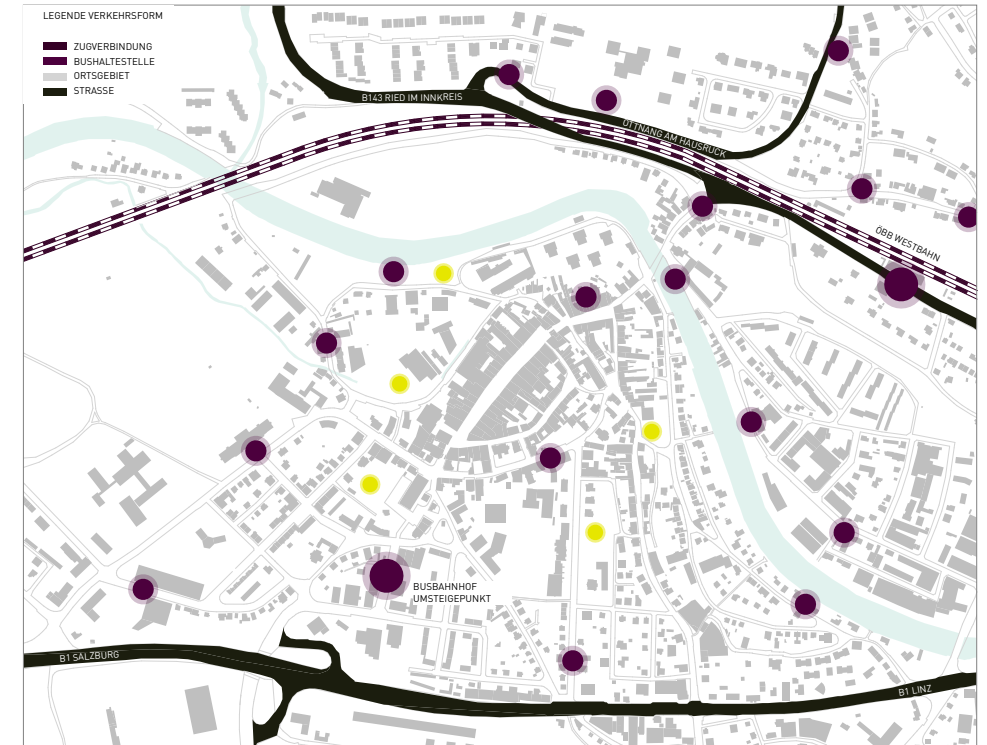 LEGENDE VERKEHRSFORM
ZUGVERBINDUNG
BUSHALTESTELLE
ORTSGEBIET
STRASSE
B143 RIED IM INNKREIS
OTTNANG AM HAUSRUCK
ÖBB WESTBAHN
BUSBAHNHOF
UMSTEIGEPUNKT
B1 SALZBURG
B1 LINZ